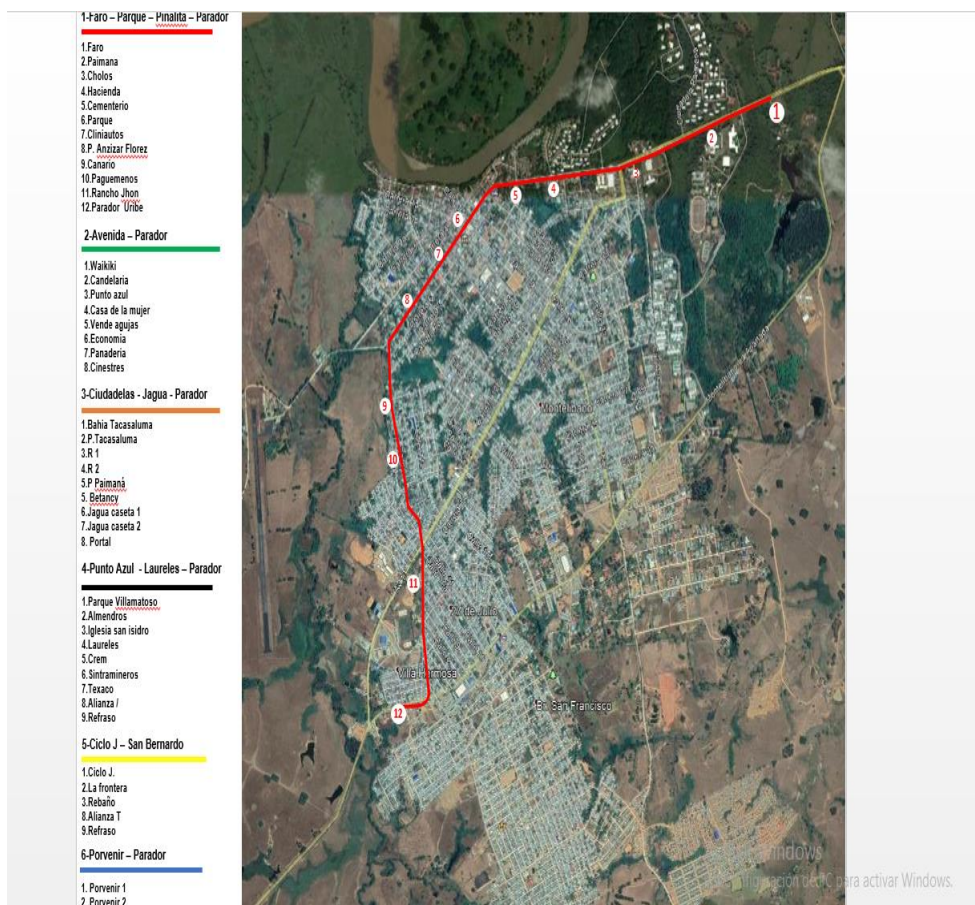 1-Faro – Parque – Pinalita – Parador
1.Faro
2.Paimana
3.Cholos
4.Hacienda
5.Cementerio
6.Parque
7.Cliniautos
8.P. Anzizar Florez
9.Canario
10.Paguemenos
11.Rancho Jhon
12.Parador Uribe
2-Avenida – Parador
1.Waikiki
2.Candelaria
3.Punto azul
4.Casa de la mujer
5.Vende agujas
6.Economia
7.Panaderia
8.Cinestres
3-Ciudadelas - Jagua - Parador
1.Bahia Tacasaluma
2.P.Tacasaluma
3.R 1
4.R 2
5.P Paimanà
5. Betancy
6.Jagua caseta 1
7.Jagua caseta 2
8. Portal
4-Punto Azul - Laureles – Parador
1.Parque Villamatoso
2.Almendros
3.Iglesia san isidro
4.Laureles
5.Crem
6.Sintramineros
7.Texaco
8.Alianza /
9.Refraso
5-Ciclo J – San Bernardo
1.Ciclo J.
2.La frontera
3.Rebaño
8.Alianza T
9.Refraso
6-Porvenir – Parador
1. Porvenir 1
2. Porvenir 2
1
2
3
4
5
6
7
8
9
Montelíbano
10
11
20 de Julio
Villa Hermosa
12
Br. San Francisco
para activar Windows.